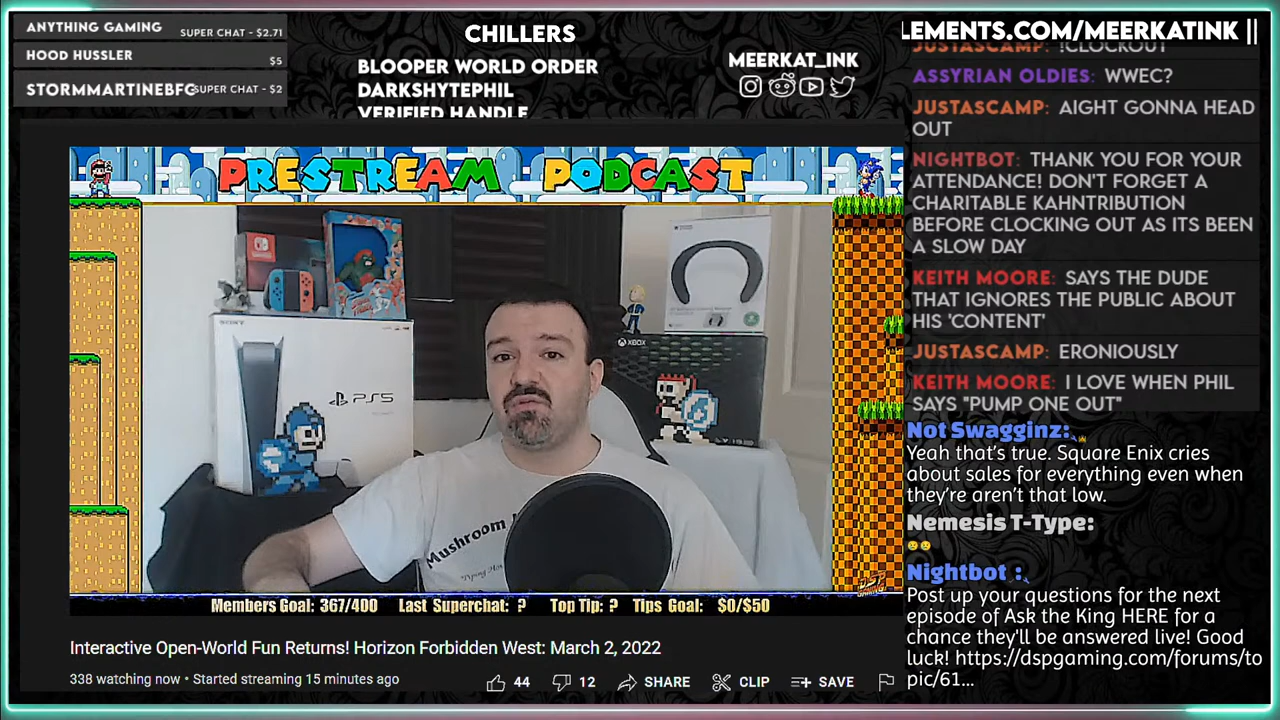 ANYTHING GAMING SUPER CHAT - $2.71
HOOD HUSSLER $5
STORMMARTINEBFC SUPER CHAT - $2
CHILLERS
BLOOPER WORLD ORDER
DARKSHYTEPHIL
VERIFIED HANDLE
MEERKAT_INK
LEMENTS.COM/MEERKATINK ||
JUSTASCAMP: !CLOCKOUT
ASSYRIAN OLDIES: WWEC?
JUSTASCAMP: AIGHT GONNA HEAD
OUT
NIGHTBOT: THANK YOU FOR YOUR
ATTENDANCE! DON'T FORGET A
CHARITABLE KAHNTRIBUTION
BEFORE CLOCKING OUT AS ITS BEEN
A SLOW DAY
KEITH MOORE: SAYS THE DUDE
THAT IGNORES THE PUBLIC ABOUT
HIS 'CONTENT'
JUSTASCAMP: ERONIOUSLY
KEITH MOORE: I LOVE WHEN PHIL
SAYS "PUMP ONE OUT"
Not Swagginz:
Yeah that's true. Square Enix cries
about sales for everything even when
they're aren't that low.
Nemesis T-Type:
Nightbot :
Post up your questions for the next
episode of Ask the King HERE for a
chance they'll be answered live! Good
luck! https://dspgaming.com/forums/to
pic/61...
PRESTREAM PODCAST
SONY
PS5
XBOX
Mushroom
Members Goal: 367/400 Last Superchat: ? Top Tip: ? Tips Goal: $0/$50
Interactive Open-World Fun Returns! Horizon Forbidden West: March 2, 2022
338 watching now • Started streaming 15 minutes ago
44 12 SHARE CLIP SAVE